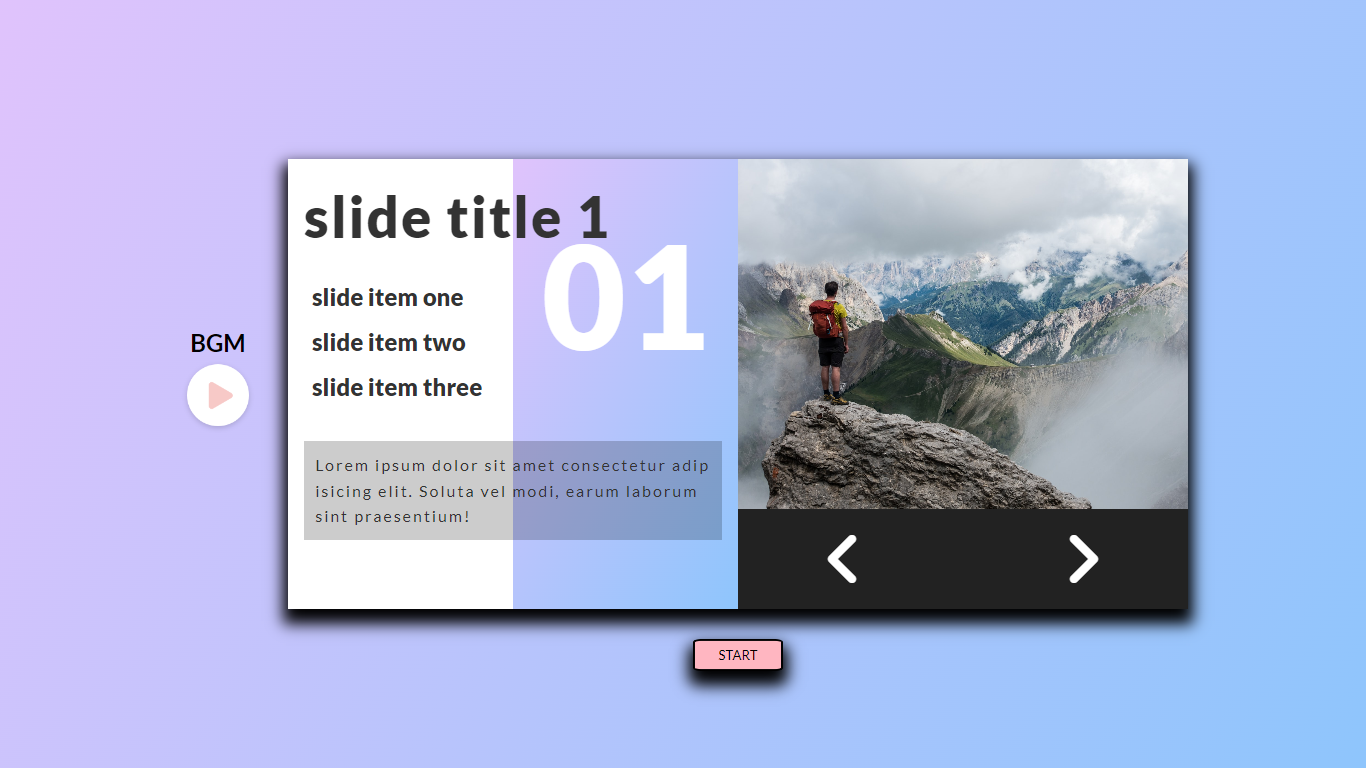 slide title 1
01
slide item one
slide item two
slide item three
BGM
Lorem ipsum dolor sit amet consectetur adip
isicing elit. Soluta vel modi, earum laborum
sint praesentium!
START